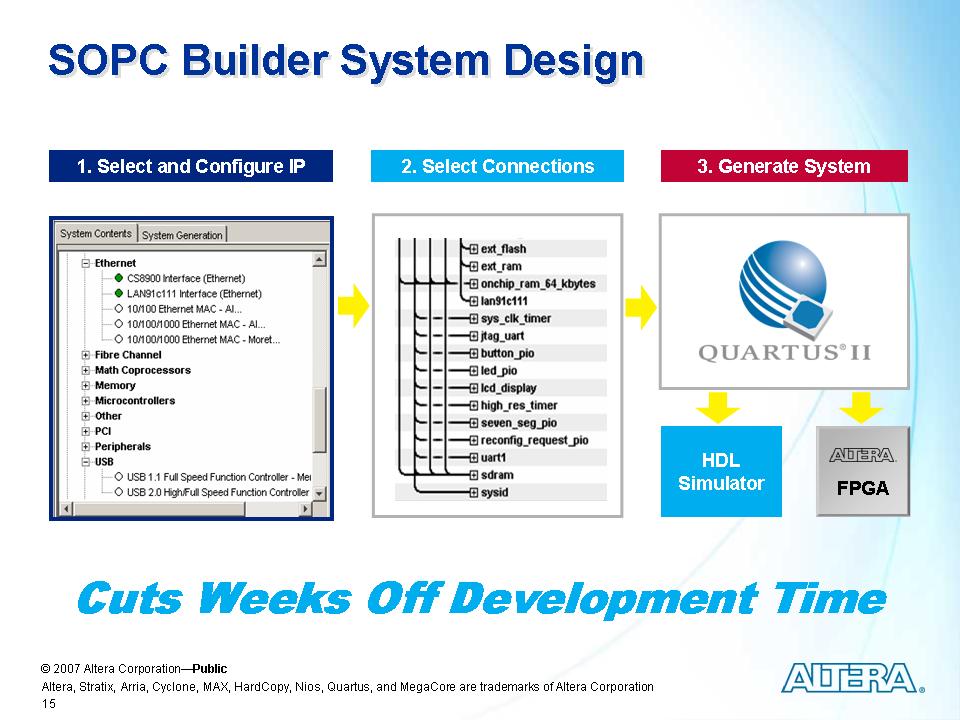 SOPC Builder System Design
1. Select and Configure IP
2. Select Connections
3. Generate System
System Contents
System Generation
Ethernet
CS8900 Interface (Ethernet)
LAN91c111 Interface (Ethernet)
10/100 Ethernet MAC - Al...
10/100/1000 Ethernet MAC - Al...
10/100/1000 Ethernet MAC - Moret...
Fibre Channel
Math Coprocessors
Memory
Microcontrollers
Other
PCI
Peripherals
USB
USB 1.1 Full Speed Function Controller - Mei
USB 2.0 High/Full Speed Function Controller
ext_flash
ext_ram
onchip_ram_64_kbytes
lan91c111
sys_clk_timer
jtag_uart
button_pio
led_pio
lcd_display
high_res_timer
seven_seg_pio
reconfig_request_pio
uart1
sdram
sysid
QUARTUS® II
HDL
Simulator
ALTERA.
FPGA
Cuts Weeks Off Development Time
© 2007 Altera Corporation—Public
Altera, Stratix, Arria, Cyclone, MAX, HardCopy, Nios, Quartus, and MegaCore are trademarks of Altera Corporation
15
ALTERA®